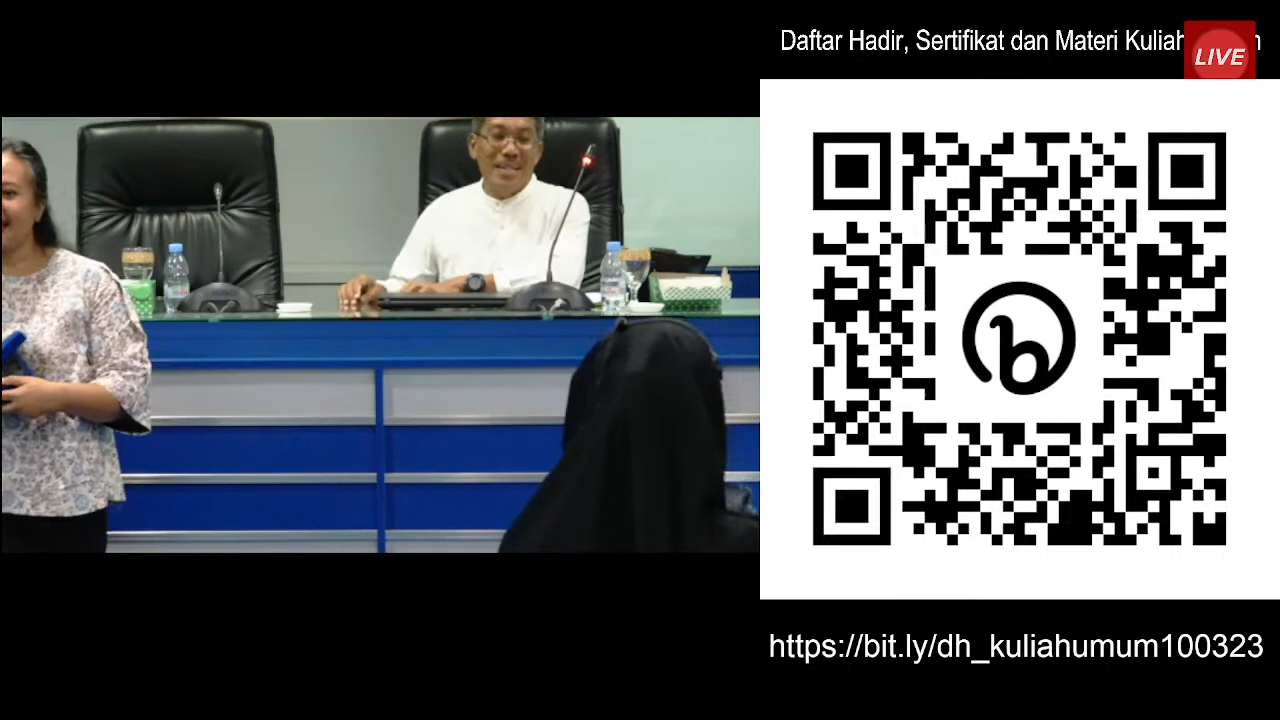 Daftar Hadir, Sertifikat dan Materi Kuliah
LIVE
https://bit.ly/dh_kuliahumum100323